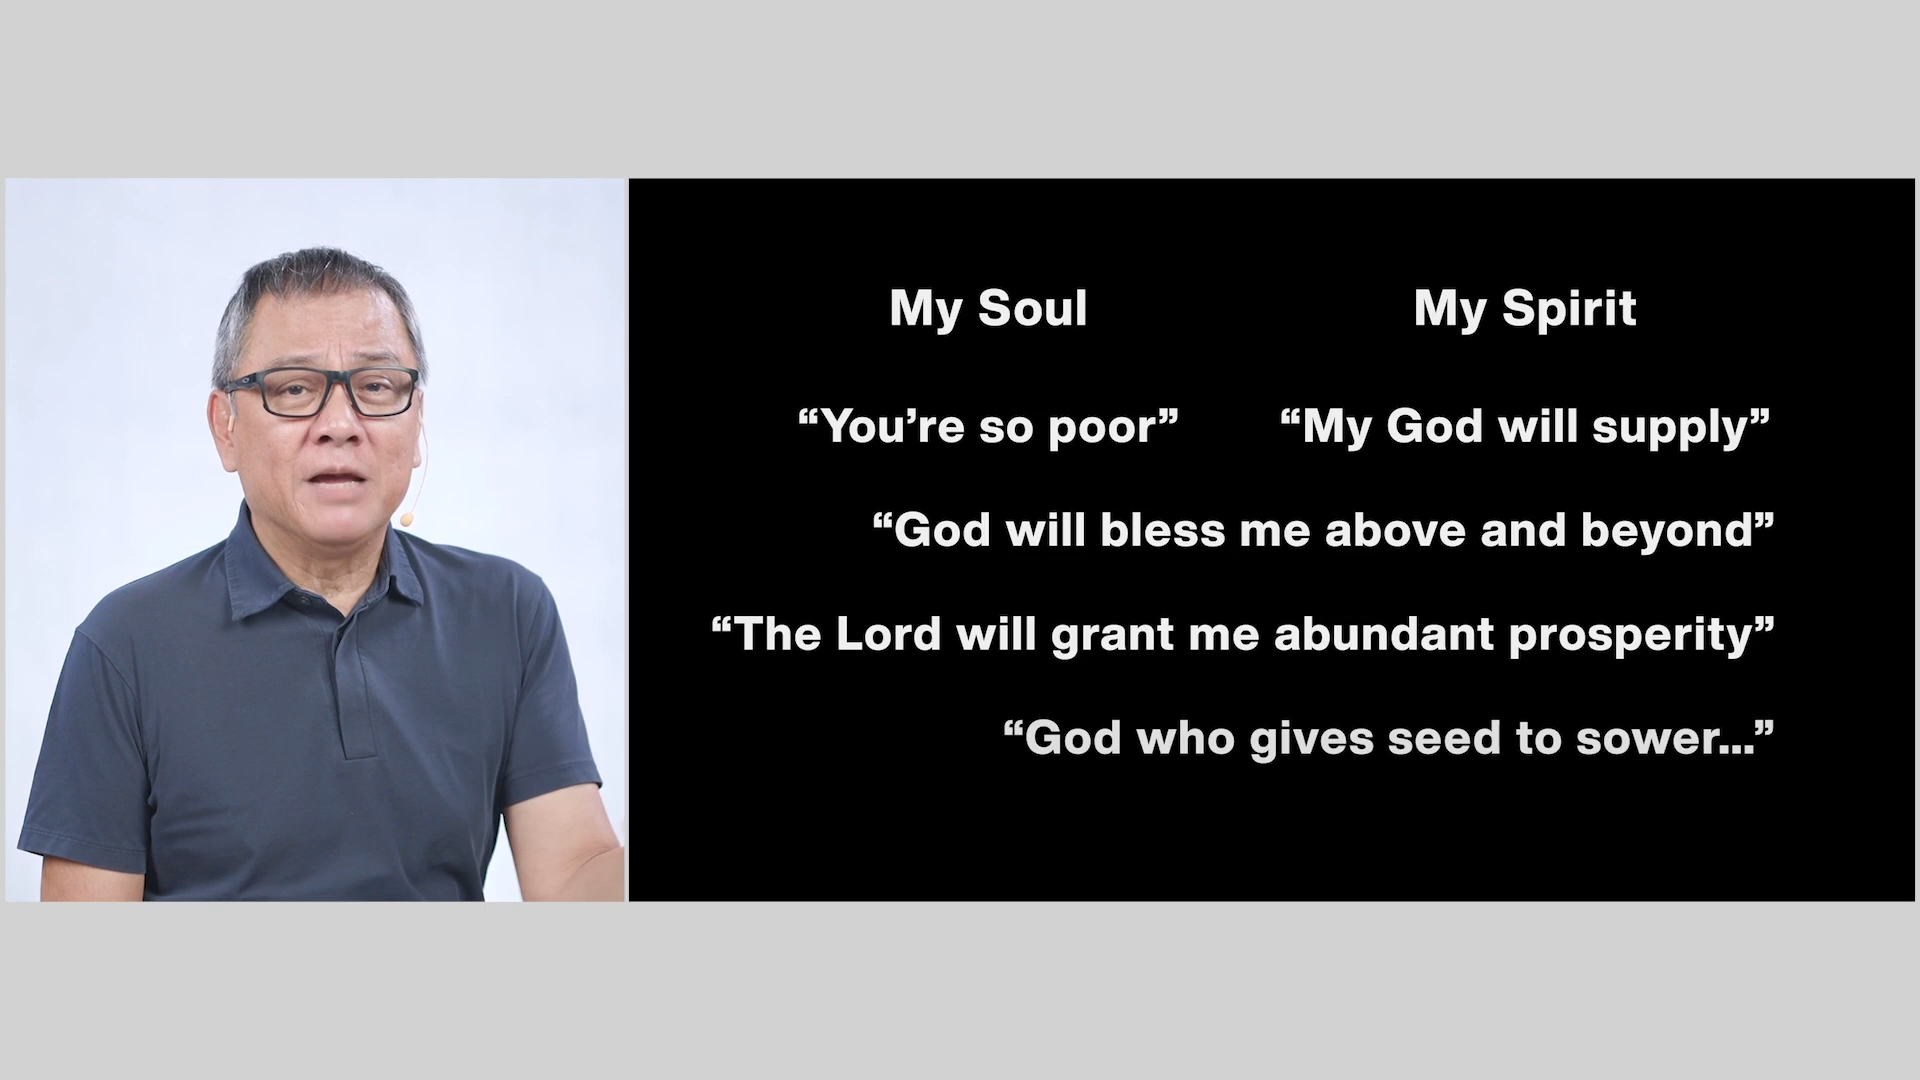 My Soul My Spirit
“You’re so poor” “My God will supply”
“God will bless me above and beyond”
“The Lord will grant me abundant prosperity”
“God who gives seed to sower...”